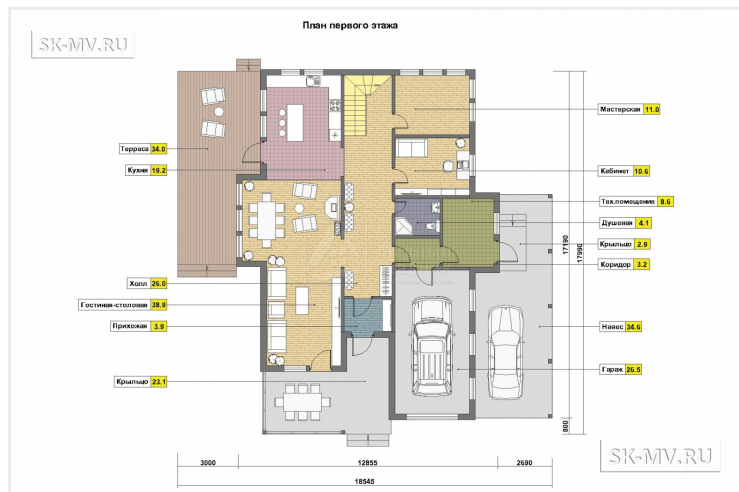 План первого этажа
SK-MV.RU
Мастерская 11.0
Терраса 34.0
Кухня 19.2
Кабинет 10.6
Тех.помещение 8.6
Душевая 4.1
Крыльцо 2.9
Коридор 3.2
17190
17990
Холл 26.0
Гостиная-столовая 38.9
Прихожая 3.9
Навес 34.6
Гараж 26.5
Крыльцо 23.1
800
SK-MV.RU
3000 12855 2690
18545